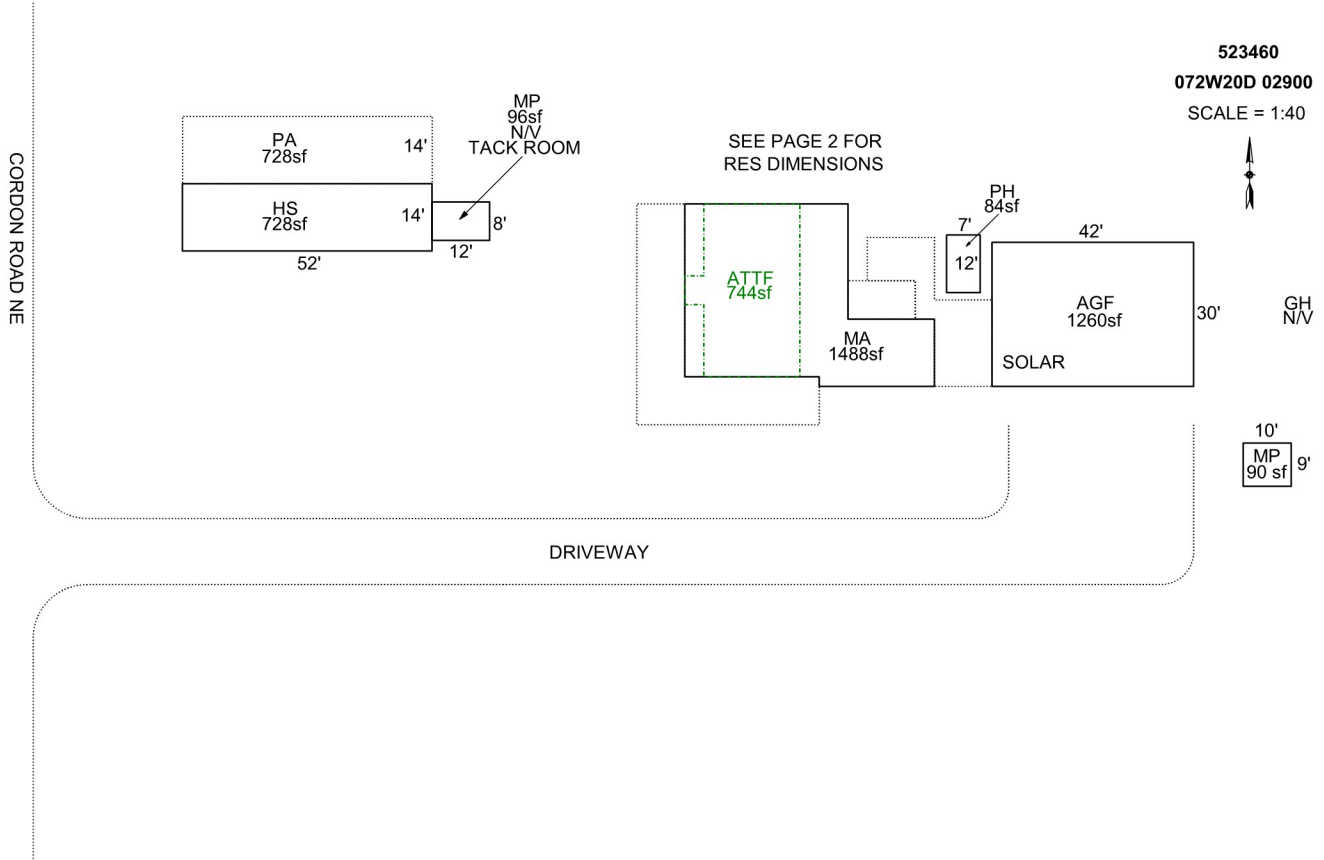 523460
072W20D 02900
SCALE = 1:40
CORDON ROAD NE
PA
728sf
14'
HS
728sf
14'
52'
MP
96sf
N/V
TACK ROOM
8'
12'
SEE PAGE 2 FOR
RES DIMENSIONS
ATTF
744sf
MA
1488sf
PH
84sf
7'
12'
42'
AGF
1260sf
30'
SOLAR
GH
N/V
10'
MP
90 sf
9'
DRIVEWAY